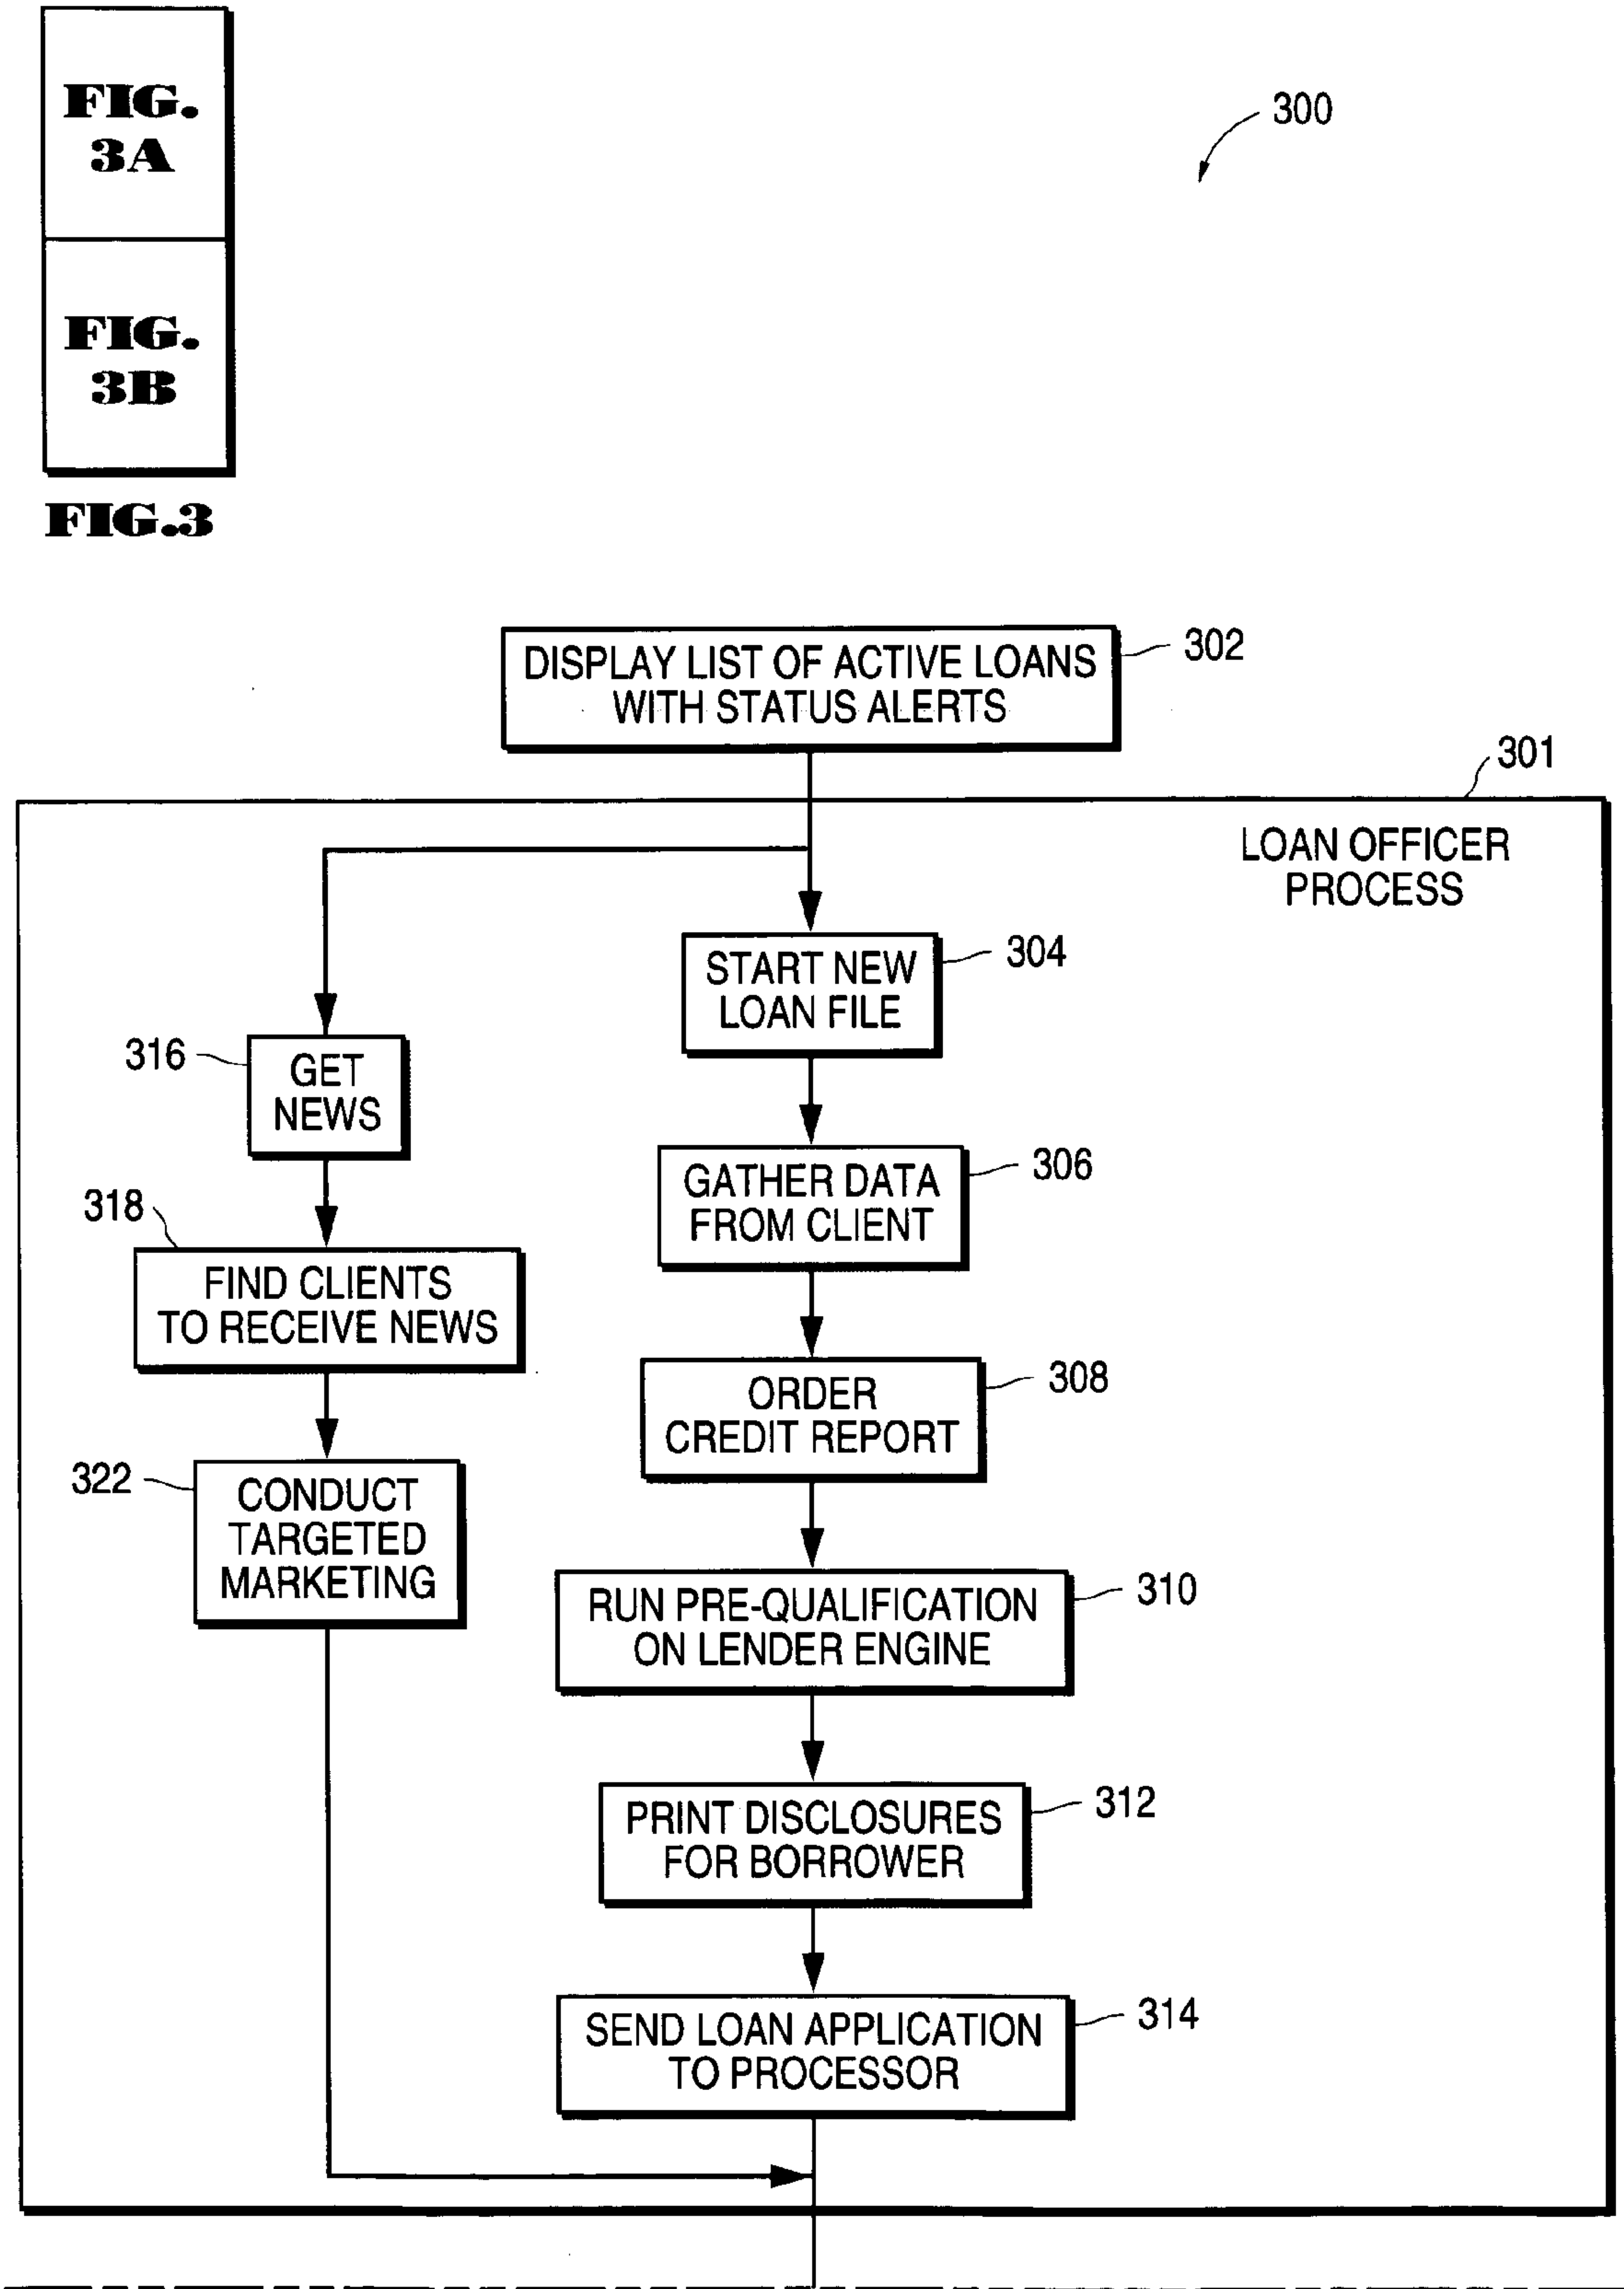 FIG.
3A
FIG.
3B
FIG.3
300
DISPLAY LIST OF ACTIVE LOANS
WITH STATUS ALERTS
302
301
LOAN OFFICER
PROCESS
START NEW
LOAN FILE
304
316
GET
NEWS
GATHER DATA
FROM CLIENT
306
318
FIND CLIENTS
TO RECEIVE NEWS
ORDER
CREDIT REPORT
308
322
CONDUCT
TARGETED
MARKETING
RUN PRE-QUALIFICATION
ON LENDER ENGINE
310
PRINT DISCLOSURES
FOR BORROWER
312
SEND LOAN APPLICATION
TO PROCESSOR
314